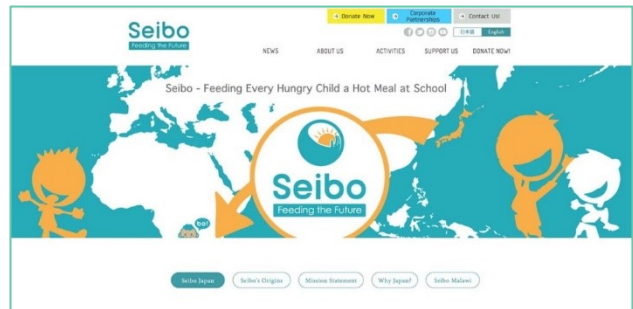 Donate Now
Corporate Partnerships
Contact Us!
Seibo
Feeding the Future
日本語 English
NEWS ABOUT US ACTIVITIES SUPPORT US DONATE NOW!
Seibo - Feeding Every Hungry Child a Hot Meal at School
Seibo
Feeding the Future
bo!
Seibo Japan Seibo's Origins Mission Statement Why Japan? Seibo Malawi